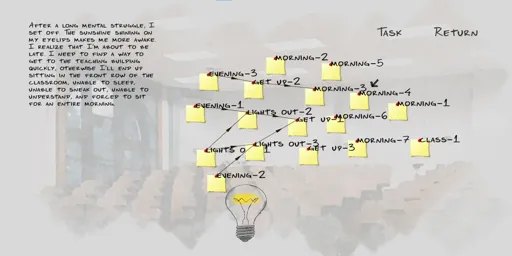 After a long mental struggle, I
set off. The sunshine shining on
my eyelids makes me more awake.
I realize that I'm about to be
late. I need to find a way to
get to the teaching building
quickly, otherwise I'll end up
sitting in the front row of the
classroom, unable to sleep,
unable to sneak out, unable to
understand, and forced to sit
for an entire morning.
Task
Return
Morning-2
Morning-5
Evening-3
Get up-2
Morning-3
Morning-4
Evening-1
Lights out-2
Morning-1
Get up-1
Morning-6
Lights out-3
Get up-3
Morning-7
Class-1
Evening-2